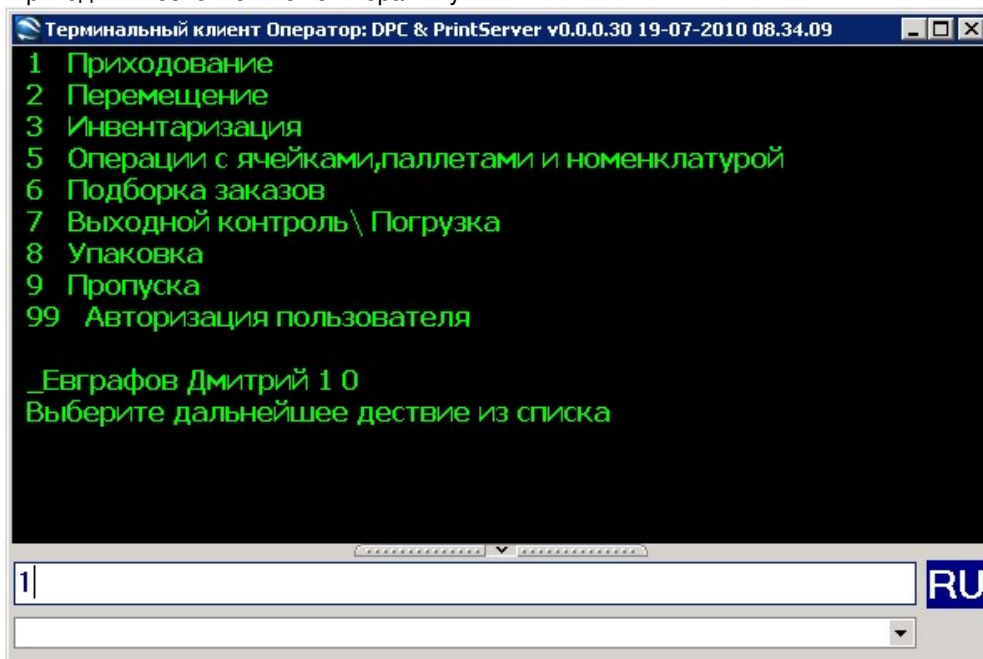 Терминальный клиент Оператор: DPC & PrintServer v0.0.0.30 19-07-2010 08.34.09
1 Приходование
2 Перемещение
3 Инвентаризация
5 Операции с ячейками,паллетами и номенклатурой
6 Подборка заказов
7 Выходной контроль\ Погрузка
8 Упаковка
9 Пропуска
99 Авторизация пользователя
_Евграфов Дмитрий 1 0
Выберите дальнейшее дествие из списка
1
RU